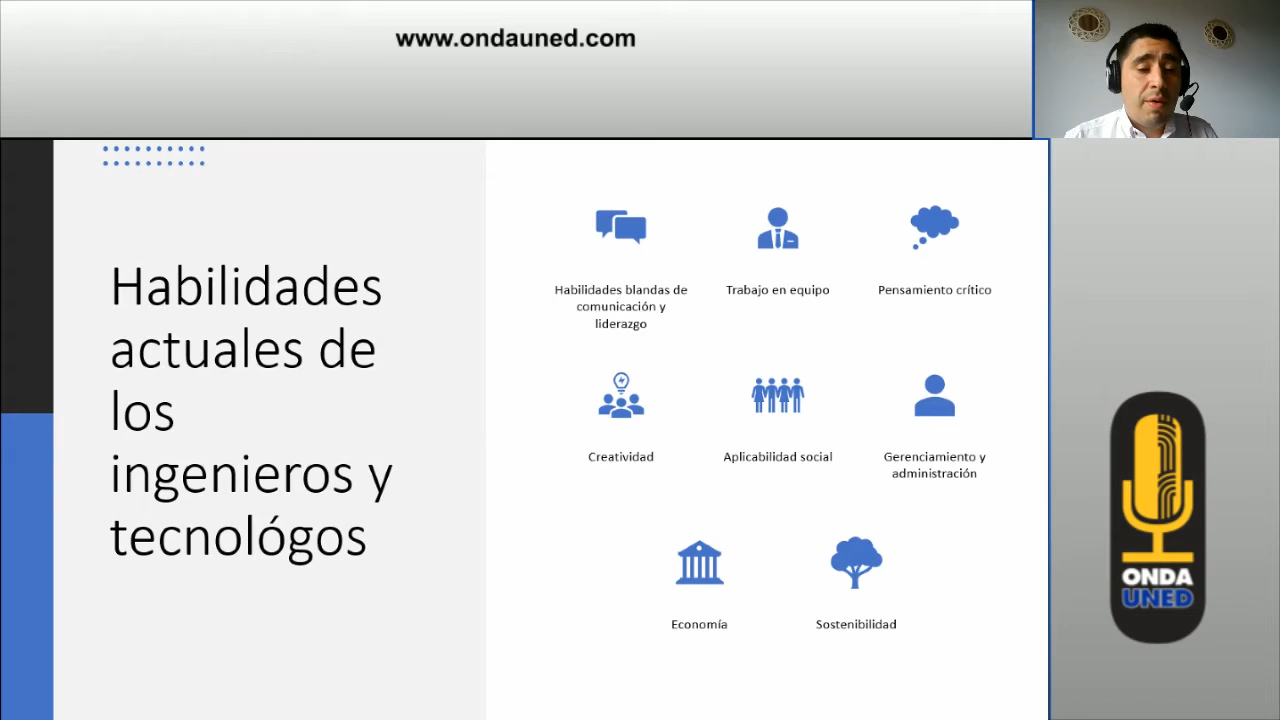 www.ondauned.com
Habilidades
actuales de
los
ingenieros y
tecnológos
Habilidades blandas de
comunicación y
liderazgo
Trabajo en equipo
Pensamiento crítico
Creatividad
Aplicabilidad social
Gerenciamiento y
administración
Economía
Sostenibilidad
ONDA
UNED